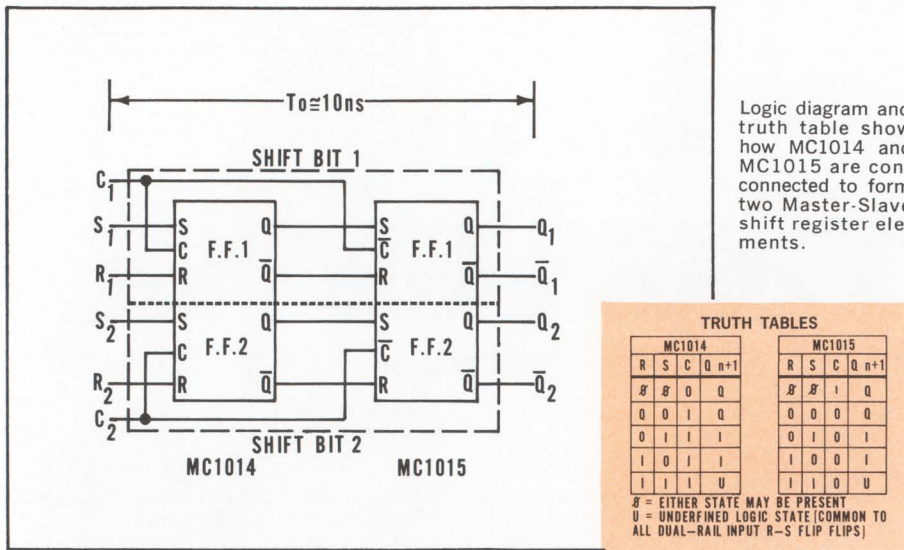 To≅10ns
SHIFT BIT 1
C1
S1 S Q S Q Q1
C F.F.1 C̅ F.F.1
R1 R Q̅ R Q̅ Q̅1
S2 S Q S Q Q2
C F.F.2 C̅ F.F.2
R2 R Q̅ R Q̅ Q̅2
C2
SHIFT BIT 2
MC1014 MC1015
Logic diagram and
truth table show
how MC1014 and
MC1015 are con
connected to form
two Master-Slave
shift register ele
ments.
TRUTH TABLES
MC1014 MC1015
R S C Q n+1 R S C Q n+1
Ø Ø 0 Q Ø Ø 1 Q
0 0 1 Q 0 0 0 Q
0 1 1 1 0 1 0 1
1 0 1 1 1 0 0 1
1 1 1 U 1 1 0 U
Ø = EITHER STATE MAY BE PRESENT
U = UNDERFINED LOGIC STATE (COMMON TO
ALL DUAL-RAIL INPUT R-S FLIP FLIPS)